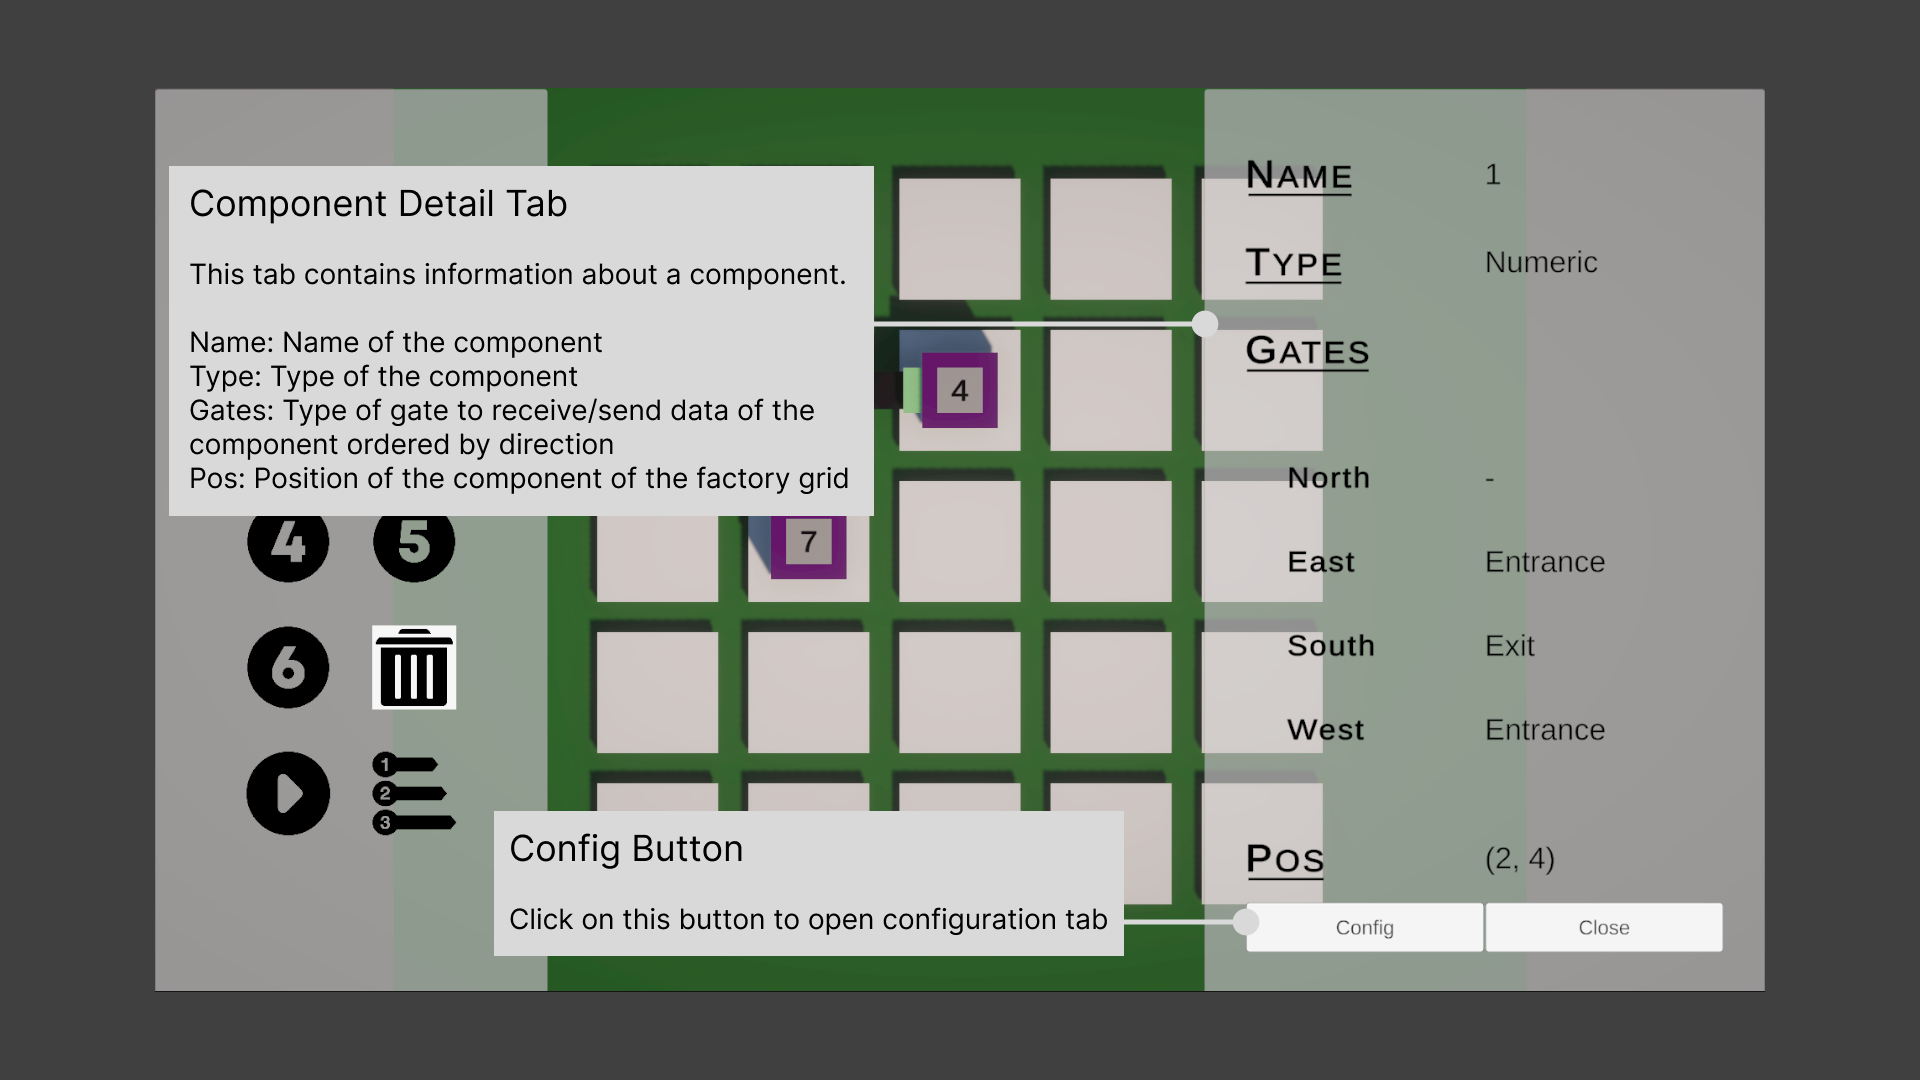 Component Detail Tab
This tab contains information about a component.
Name: Name of the component
Type: Type of the component
Gates: Type of gate to receive/send data of the
component ordered by direction
Pos: Position of the component of the factory grid
4
5
6
1
2
3
4
7
Config Button
Click on this button to open configuration tab
NAME 1
TYPE Numeric
GATES
North -
East Entrance
South Exit
West Entrance
POS (2, 4)
Config
Close